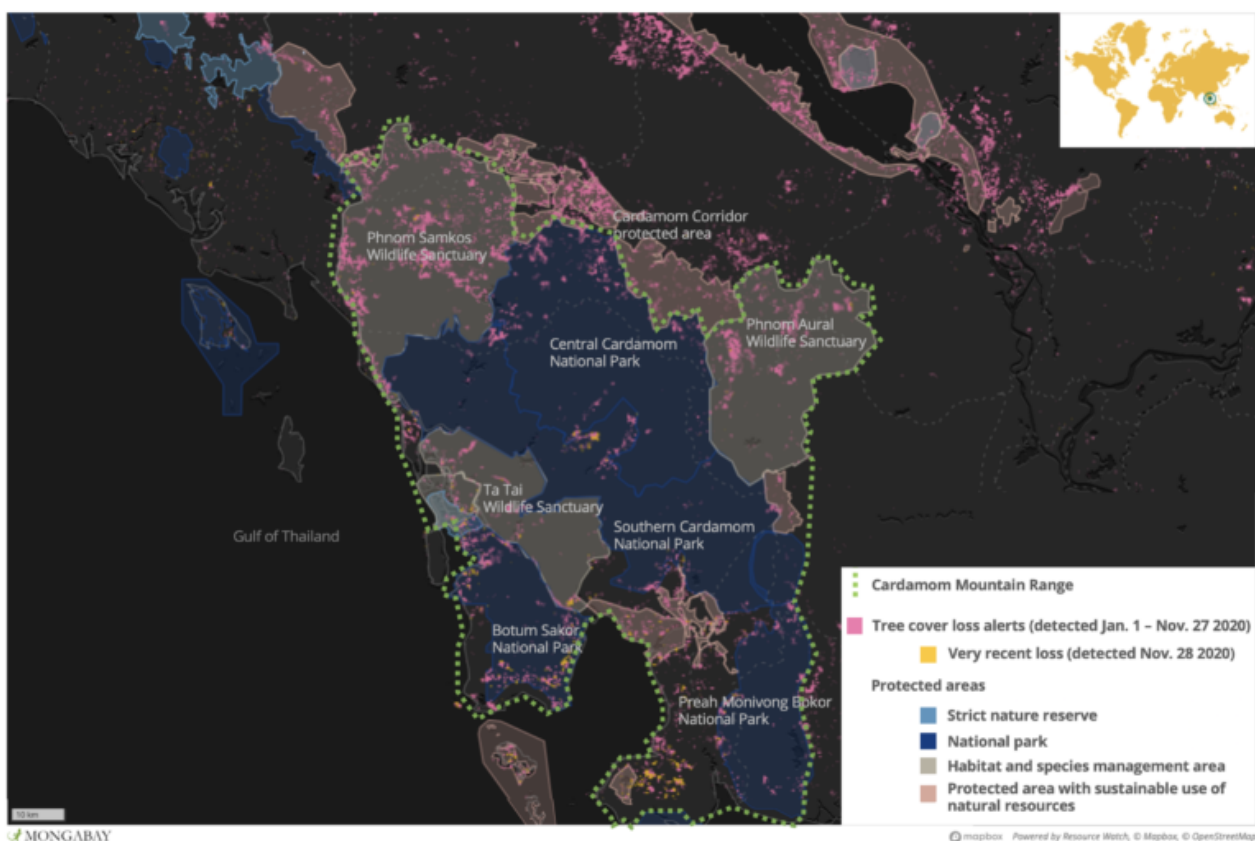 Cardamom Corridor
protected area
Phnom Samkos
Wildlife Sanctuary
Phnom Aural
Wildlife Sanctuary
Central Cardamom
National Park
Ta Tai
Wildlife Sanctuary
Southern Cardamom
National Park
Gulf of Thailand
Botum Sakor
National Park
Preah Monivong Bokor
National Park
Cardamom Mountain Range
Tree cover loss alerts (detected Jan. 1 – Nov. 27 2020)
Very recent loss (detected Nov. 28 2020)
Protected areas
Strict nature reserve
National park
Habitat and species management area
Protected area with sustainable use of
natural resources
10 km
MONGABAY
mapbox Powered by Resource Watch, © Mapbox, © OpenStreetMap